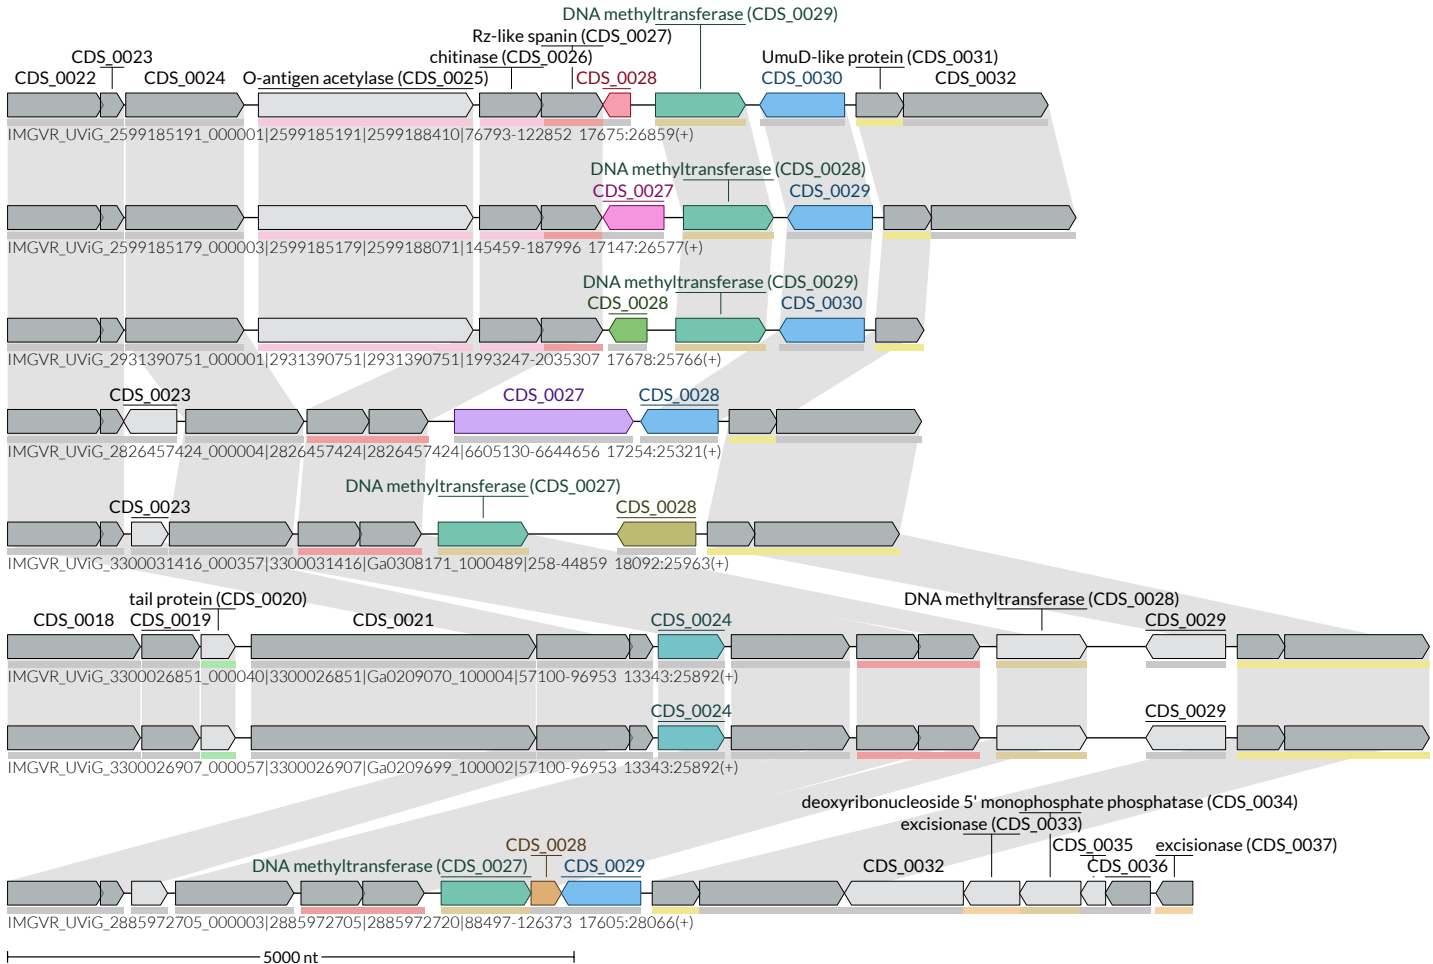 DNA methyltransferase (CDS_0029)
Rz-like spanin (CDS_0027)
CDS_0023 chitinase (CDS_0026) UmuD-like protein (CDS_0031)
CDS_0022 CDS_0024 O-antigen acetylase (CDS_0025) CDS_0028 CDS_0030 CDS_0032
IMGVR_UViG_2599185191_000001|2599185191|2599188410|76793-122852 17675:26859(+)
DNA methyltransferase (CDS_0028)
CDS_0027 CDS_0029
IMGVR_UViG_2599185179_000003|2599185179|2599188071|145459-187996 17147:26577(+)
DNA methyltransferase (CDS_0029)
CDS_0028 CDS_0030
IMGVR_UViG_2931390751_000001|2931390751|2931390751|1993247-2035307 17678:25766(+)
CDS_0023 CDS_0027 CDS_0028
IMGVR_UViG_2826457424_000004|2826457424|2826457424|6605130-6644656 17254:25321(+)
DNA methyltransferase (CDS_0027)
CDS_0023 CDS_0028
IMGVR_UViG_3300031416_000357|3300031416|Ga0308171_1000489|258-44859 18092:25963(+)
tail protein (CDS_0020) DNA methyltransferase (CDS_0028)
CDS_0018 CDS_0019 CDS_0021 CDS_0024 CDS_0029
IMGVR_UViG_3300026851_000040|3300026851|Ga0209070_100004|57100-96953 13343:25892(+)
CDS_0024 CDS_0029
IMGVR_UViG_3300026907_000057|3300026907|Ga0209699_100002|57100-96953 13343:25892(+)
deoxyribonucleoside 5' monophosphate phosphatase (CDS_0034)
excisionase (CDS_0033)
CDS_0028 CDS_0035 excisionase (CDS_0037)
DNA methyltransferase (CDS_0027) CDS_0029 CDS_0032 CDS_0036
IMGVR_UViG_2885972705_000003|2885972705|2885972720|88497-126373 17605:28066(+)
5000 nt